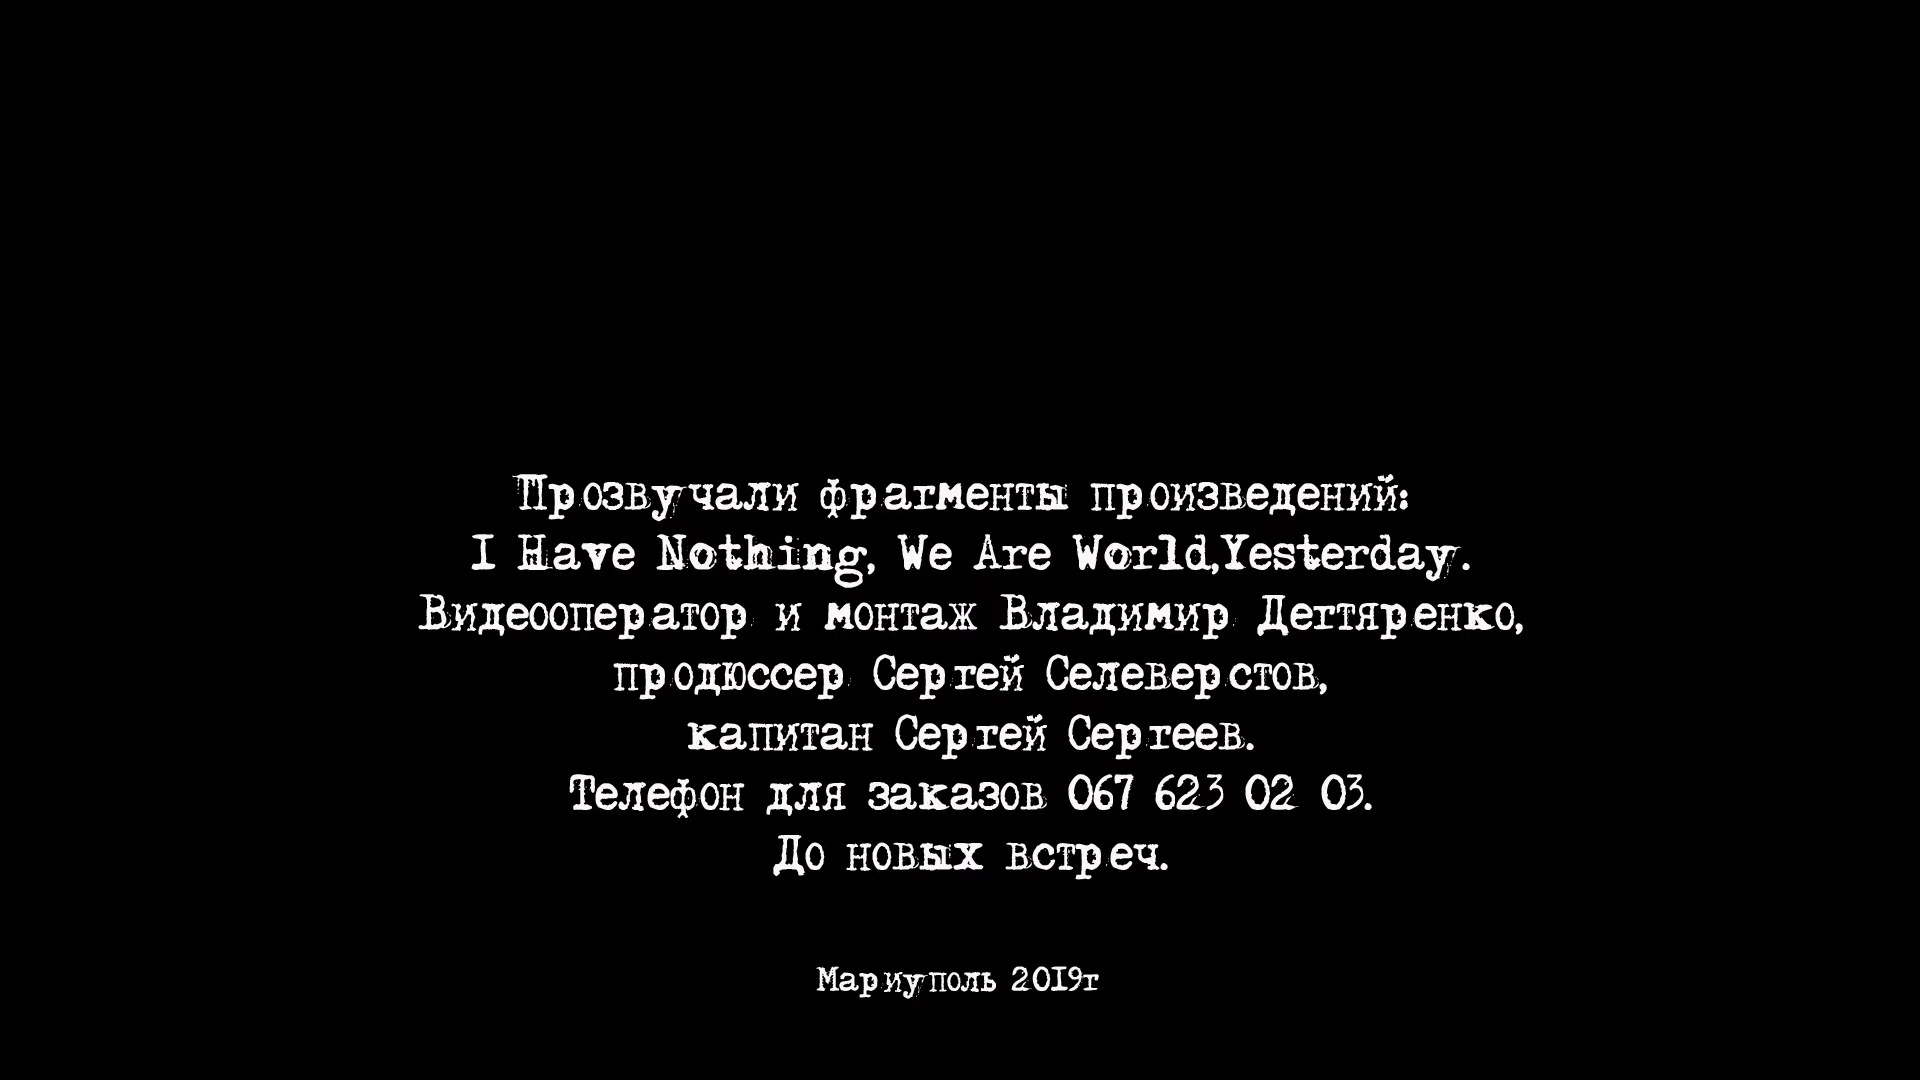 Прозвучали фрагменты произведений:
I Have Nothing, We Are World,Yesterday.
Видеооператор и монтаж Владимир Дегтяренко,
продюссер Сергей Селеверстов,
капитан Сергей Сергеев.
Телефон для заказов 067 623 02 03.
До новых встреч.
Мариуполь 2019г